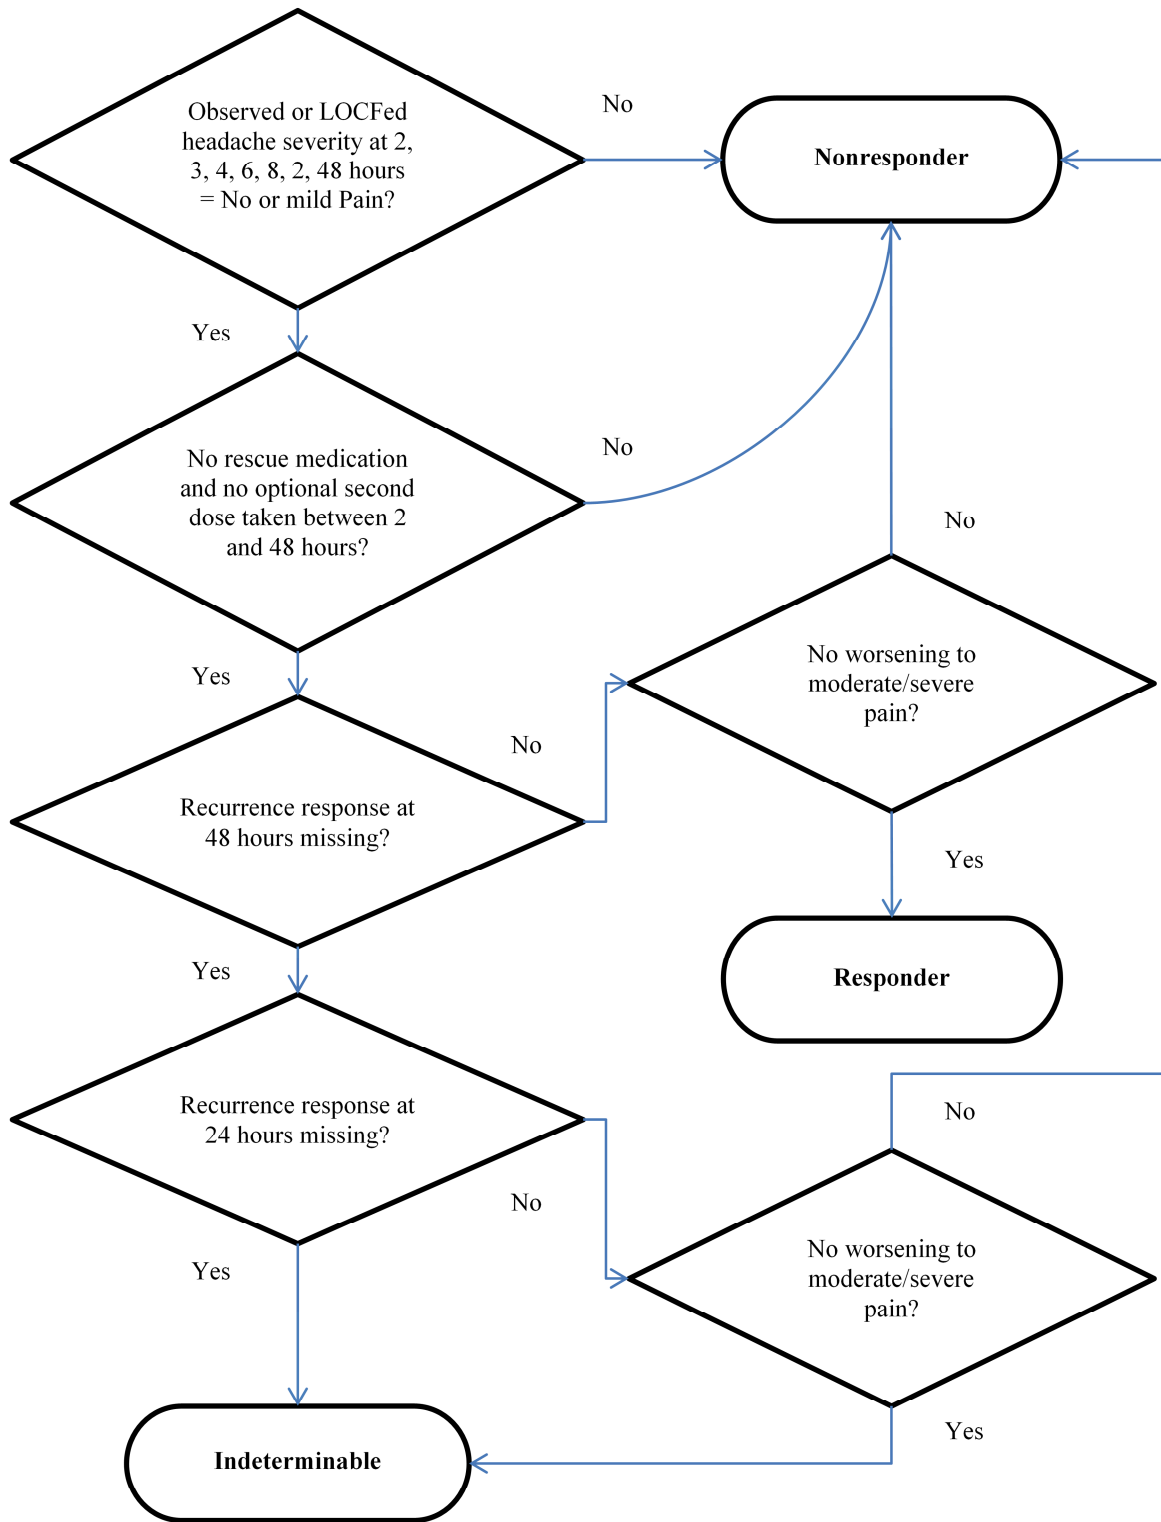 Observed or LOCFed
headache severity at 2,
3, 4, 6, 8, 2, 48 hours
= No or mild Pain?
No
Nonresponder
Yes
No rescue medication
and no optional second
dose taken between 2
and 48 hours?
No
No
Yes
No worsening to
moderate/severe
pain?
No
Recurrence response at
48 hours missing?
Yes
Yes
Responder
Recurrence response at
24 hours missing?
No
No
Yes
No worsening to
moderate/severe
pain?
Yes
Indeterminable